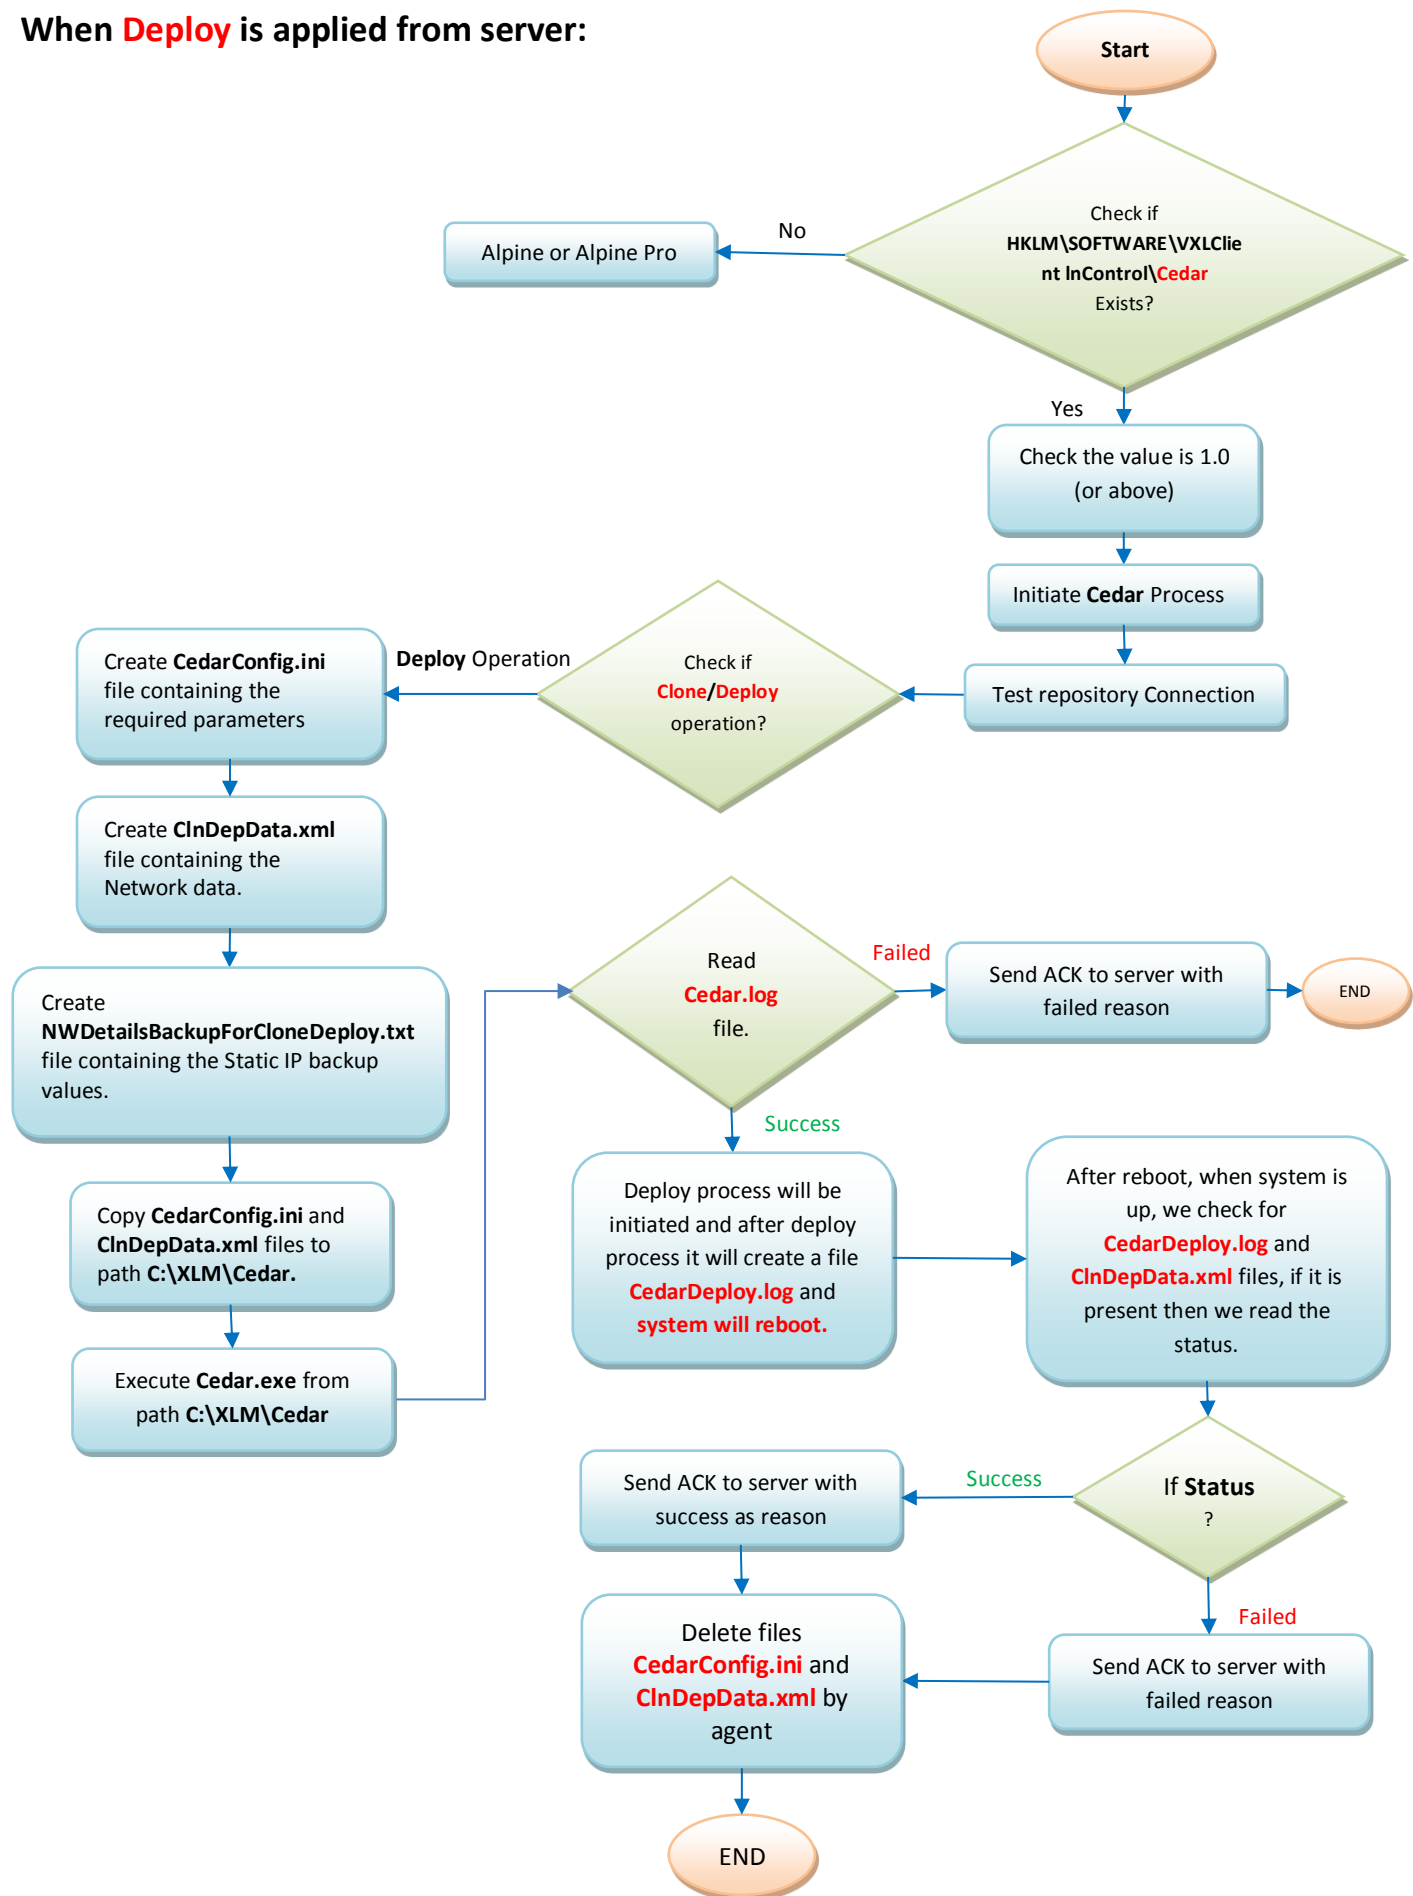 When Deploy is applied from server:
Start
Check if
HKLM\SOFTWARE\VXLClie
nt InControl\Cedar
Exists?
No
Alpine or Alpine Pro
Yes
Check the value is 1.0
(or above)
Initiate Cedar Process
Test repository Connection
Check if
Clone/Deploy
operation?
Deploy Operation
Create CedarConfig.ini
file containing the
required parameters
Create ClnDepData.xml
file containing the
Network data.
Create
NWDetailsBackupForCloneDeploy.txt
file containing the Static IP backup
values.
Copy CedarConfig.ini and
ClnDepData.xml files to
path C:\XLM\Cedar.
Execute Cedar.exe from
path C:\XLM\Cedar
Read
Cedar.log
file.
Failed
Send ACK to server with
failed reason
END
Success
Deploy process will be
initiated and after deploy
process it will create a file
CedarDeploy.log and
system will reboot.
After reboot, when system is
up, we check for
CedarDeploy.log and
ClnDepData.xml files, if it is
present then we read the
status.
If Status
?
Success
Send ACK to server with
success as reason
Failed
Send ACK to server with
failed reason
Delete files
CedarConfig.ini and
ClnDepData.xml by
agent
END